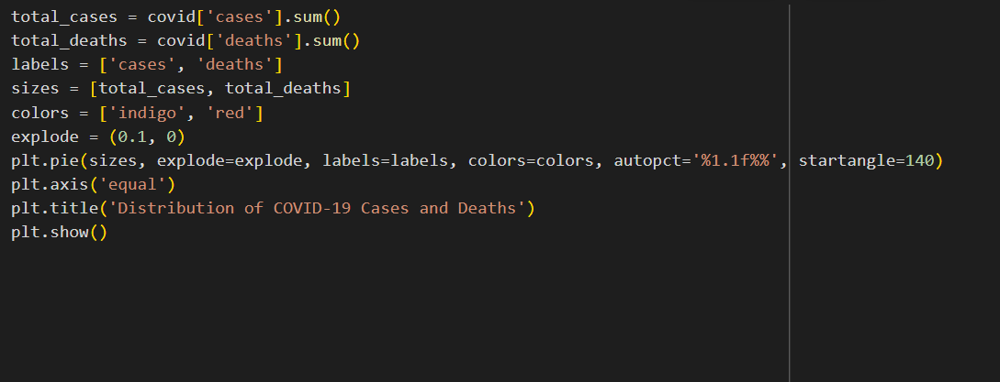 total_cases = covid['cases'].sum()
total_deaths = covid['deaths'].sum()
labels = ['cases', 'deaths']
sizes = [total_cases, total_deaths]
colors = ['indigo', 'red']
explode = (0.1, 0)
plt.pie(sizes, explode=explode, labels=labels, colors=colors, autopct='%1.1f%%', startangle=140)
plt.axis('equal')
plt.title('Distribution of COVID-19 Cases and Deaths')
plt.show()